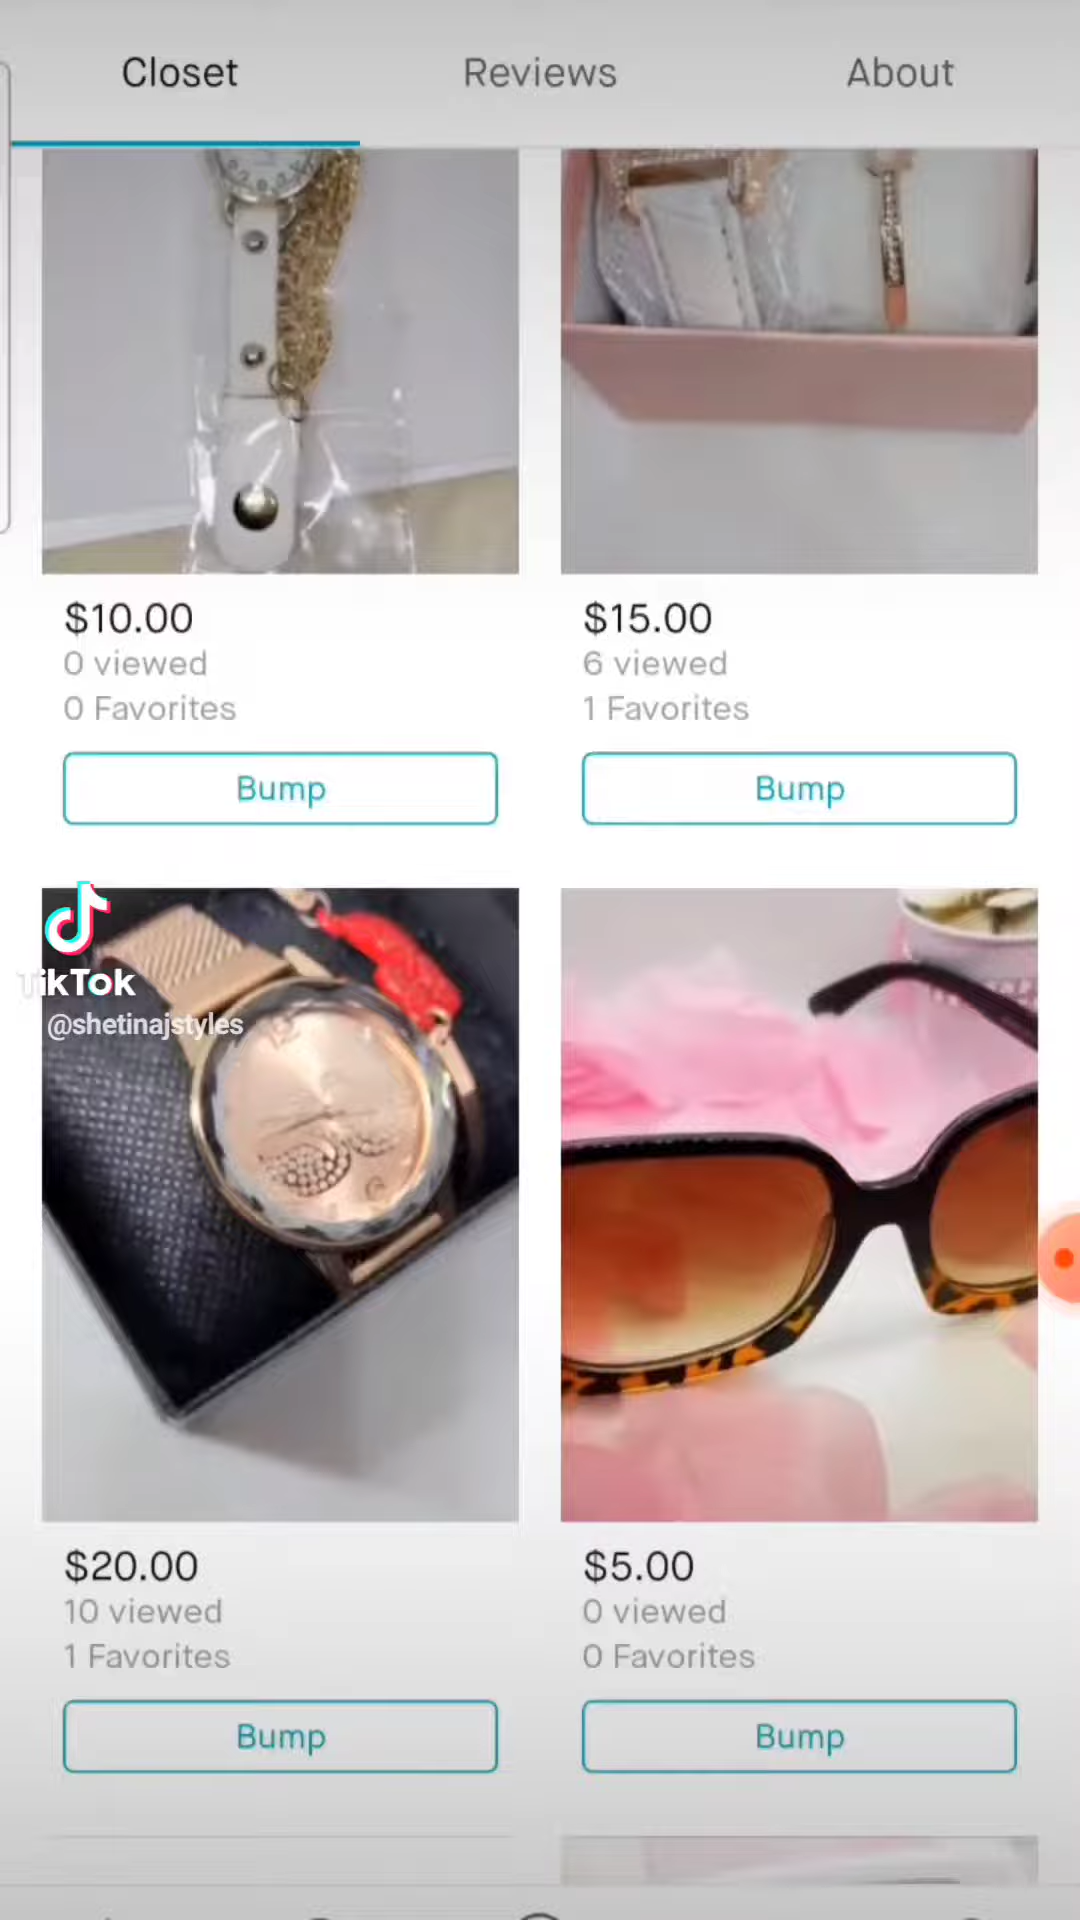 Closet
Reviews
About
$10.00
0 viewed
0 Favorites
Bump
$15.00
6 viewed
1 Favorites
Bump
TikTok
@shetinajstyles
$20.00
10 viewed
1 Favorites
Bump
$5.00
0 viewed
0 Favorites
Bump